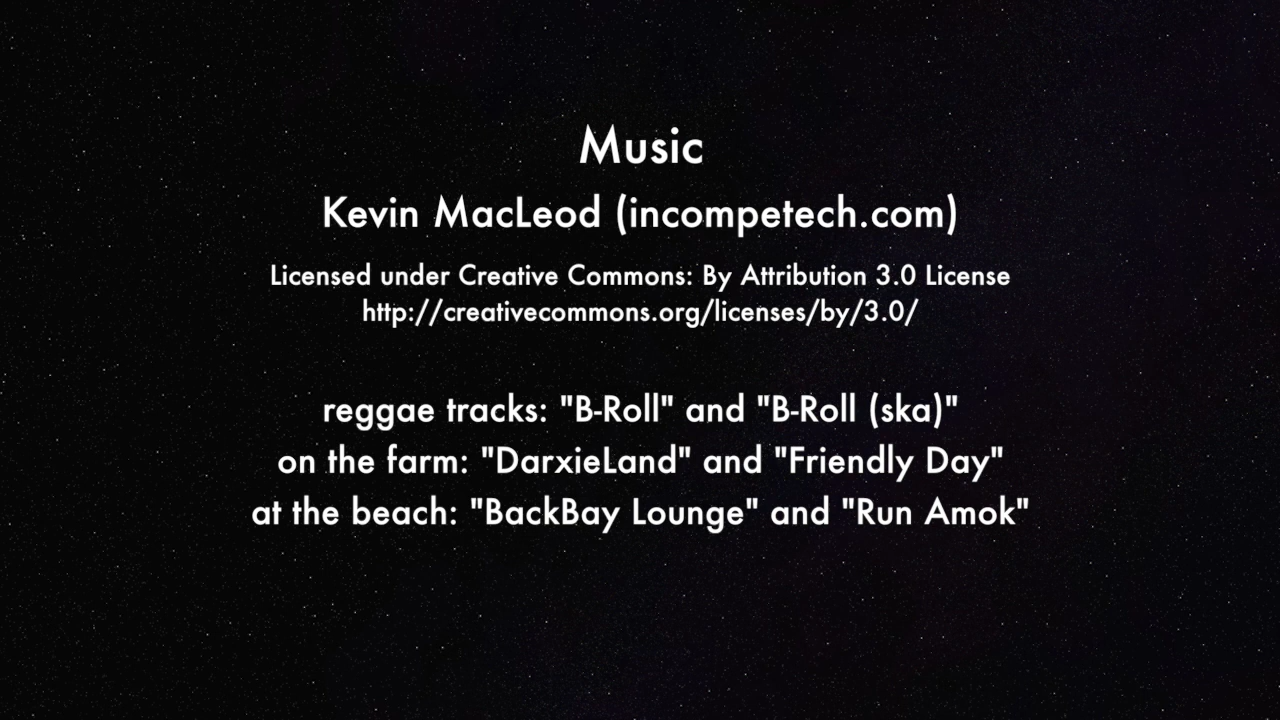 Music
Kevin MacLeod (incompetech.com)
Licensed under Creative Commons: By Attribution 3.0 License
http://creativecommons.org/licenses/by/3.0/
reggae tracks: "B-Roll" and "B-Roll (ska)"
on the farm: "DarxieLand" and "Friendly Day"
at the beach: "BackBay Lounge" and "Run Amok"